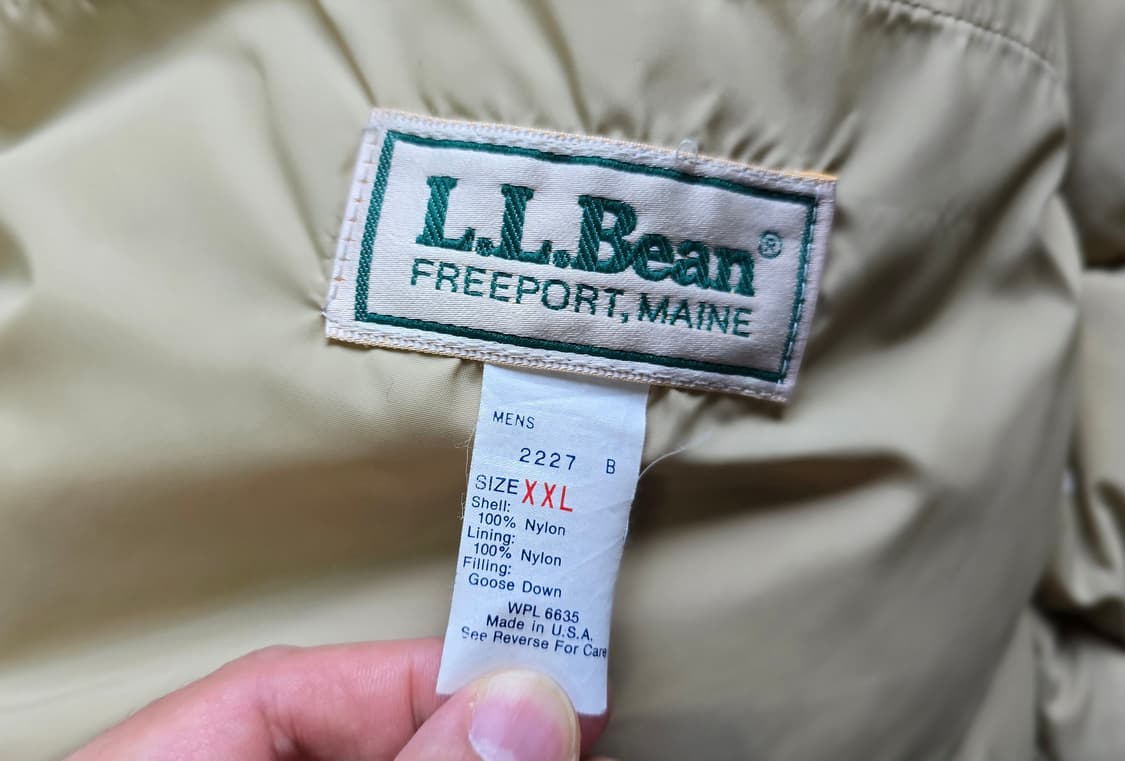 L.L.Bean®
FREEPORT, MAINE
MENS
2227 B
SIZE XXL
Shell:
100% Nylon
Lining:
100% Nylon
Filling:
Goose Down
WPL 6635
Made in U.S.A.
See Reverse For Care